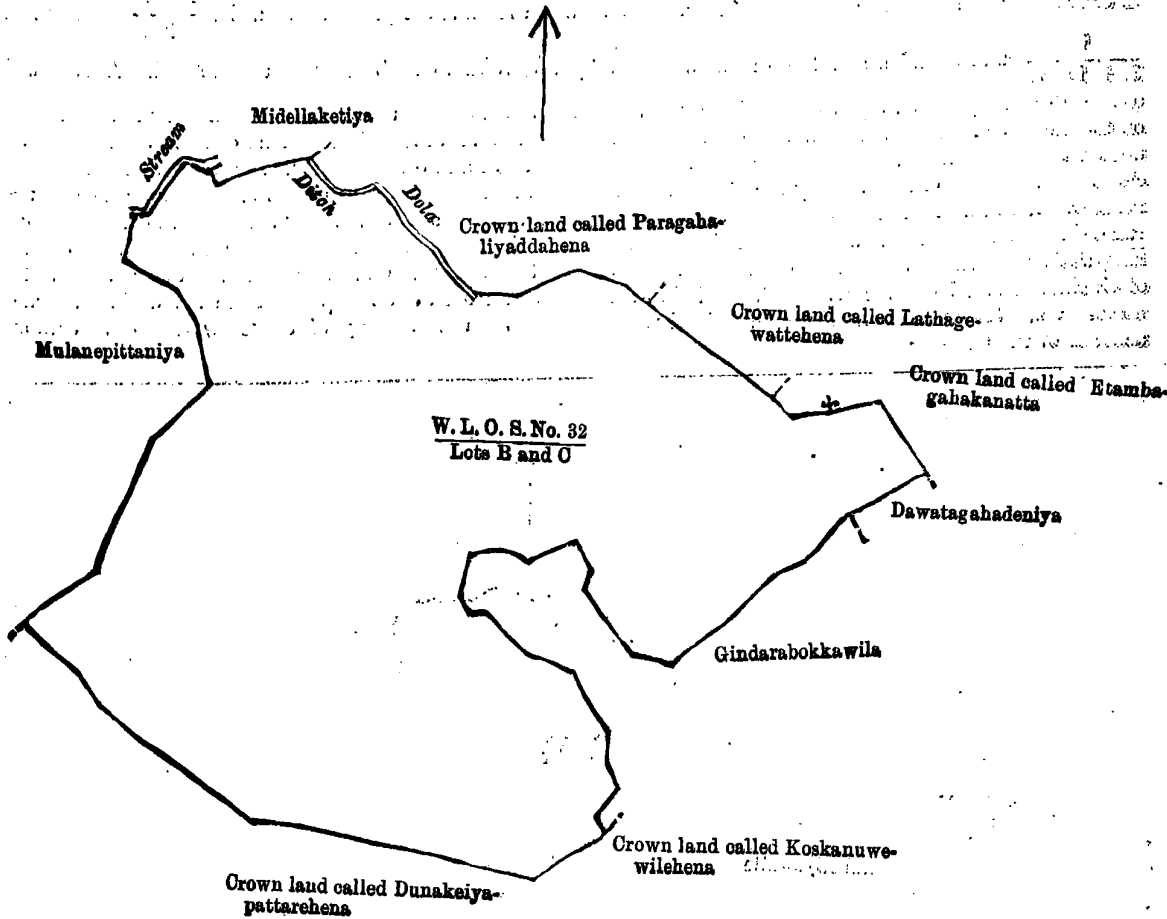 Midellaketiya
Stream
Ditch
Dola
Crown land called Paragaha-
liyaddahena
Crown land called Lathage-
wattehena
Mulanepittaniya
Crown land called Etamba-
gahakanatta
W. L. O. S. No. 32
Lots B and C
Dawatagahadeniya
Gindarabokkawila
Crown land called Koskanuwe-
wilehena
Crown land called Dunakeiya-
pattarehena